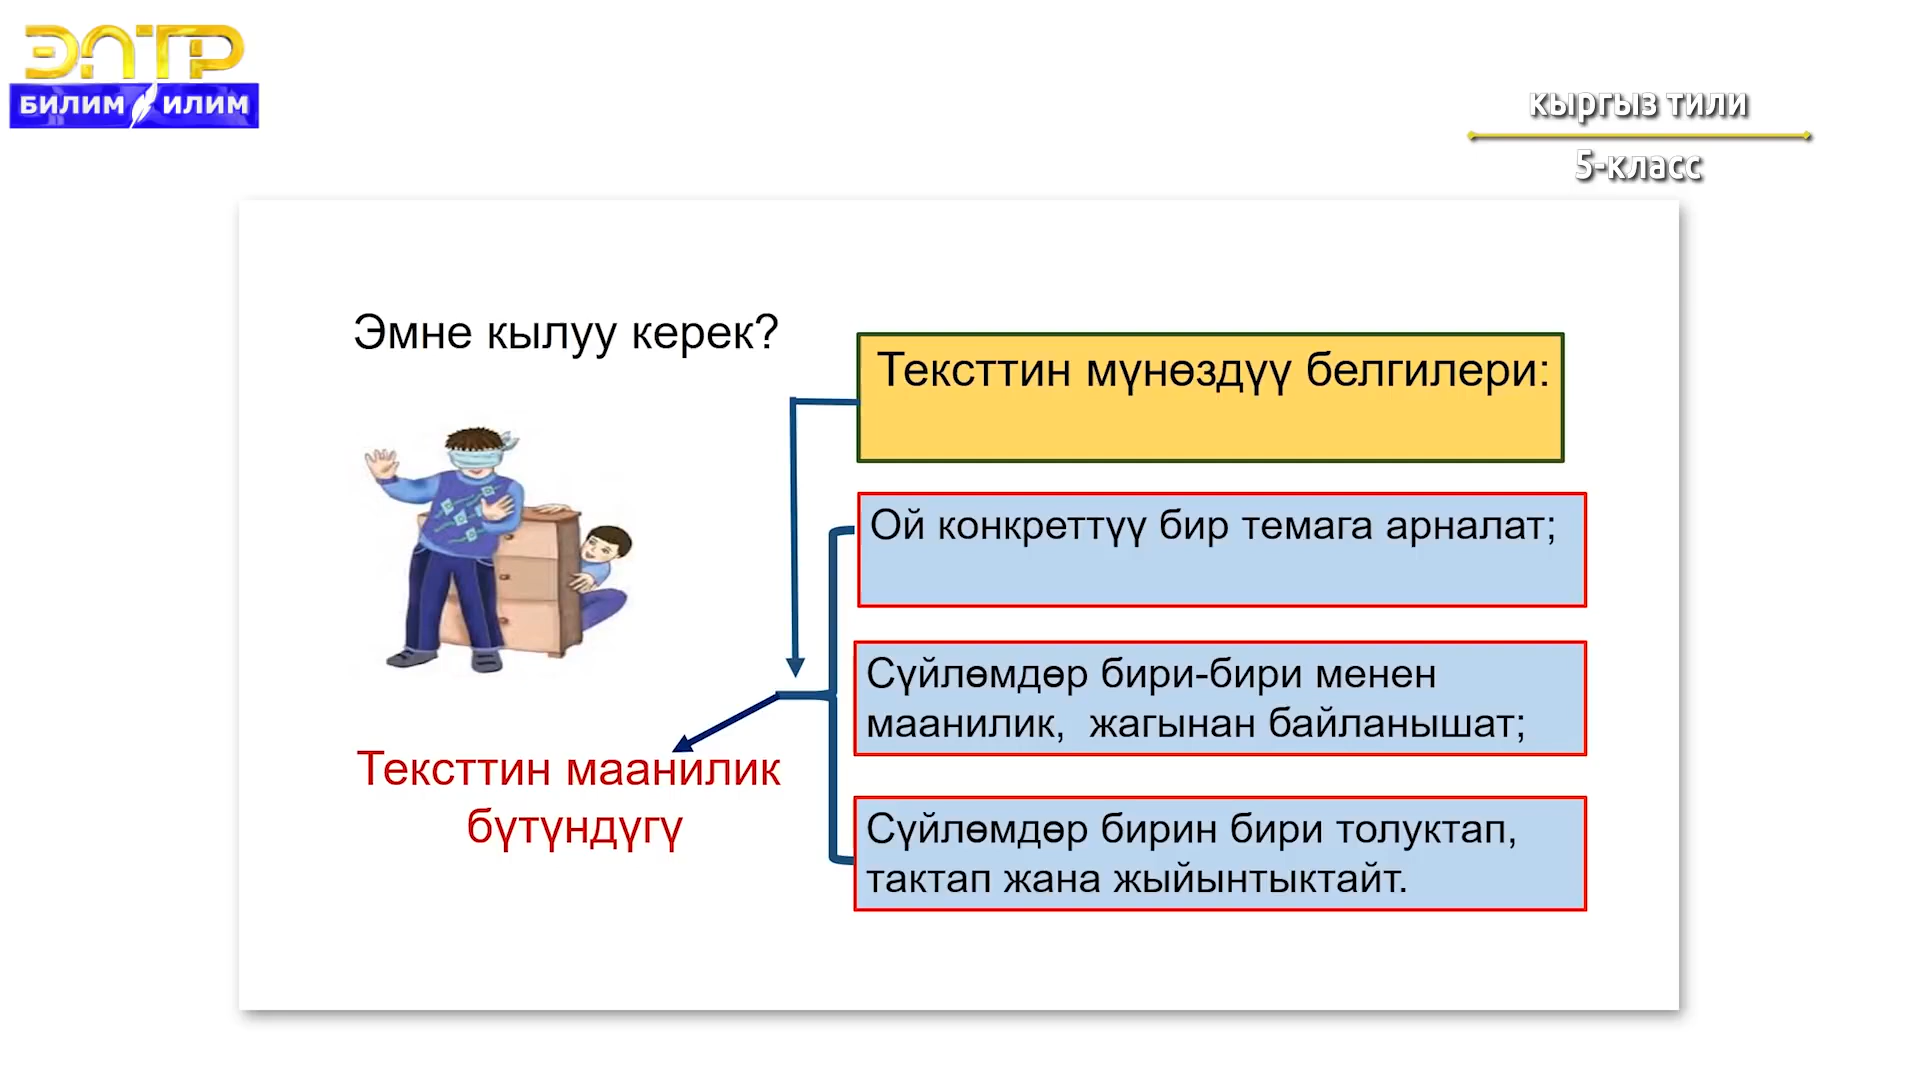 ЭЛТР
БИЛИМ ИЛИМ
кыргыз тили
5-класс
Эмне кылуу керек?
Тексттин мүнөздүү белгилери:
Ой конкреттүү бир темага арналат;
Сүйлөмдөр бири-бири менен
маанилик, жагынан байланышат;
Сүйлөмдөр бирин бири толуктап,
тактап жана жыйынтыктайт.
Тексттин маанилик
бүтүндүгү